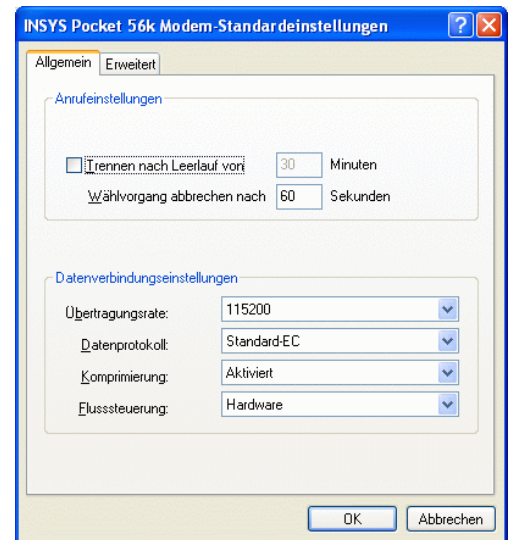 INSYS Pocket 56k Modem-Standardeinstellungen
Allgemein Erweitert
Anrufeinstellungen
Trennen nach Leerlauf von 30 Minuten
Wählvorgang abbrechen nach 60 Sekunden
Datenverbindungseinstellungen
Übertragungsrate: 115200
Datenprotokoll: Standard-EC
Komprimierung: Aktiviert
Flusssteuerung: Hardware
OK Abbrechen